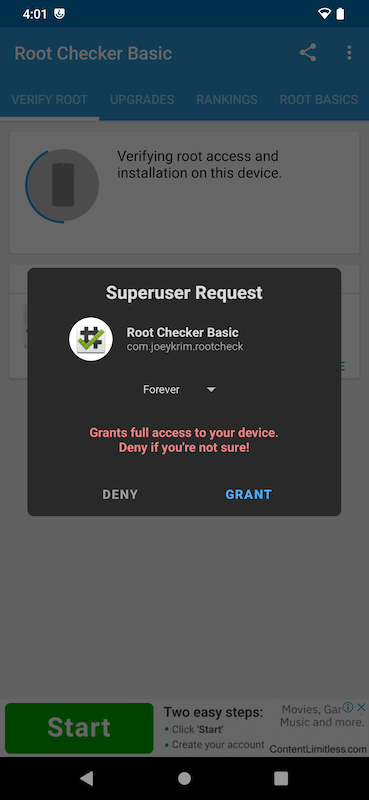 4:01
Root Checker Basic
VERIFY ROOT
UPGRADES
RANKINGS
ROOT BASICS
Verifying root access and
installation on this device.
Superuser Request
Root Checker Basic
com.joeykrim.rootcheck
Forever
Grants full access to your device.
Deny if you're not sure!
DENY
GRANT
Start
Two easy steps:
• Click 'Start'
• Create your account
Movies,
Music and more.
ContentLimitless.com